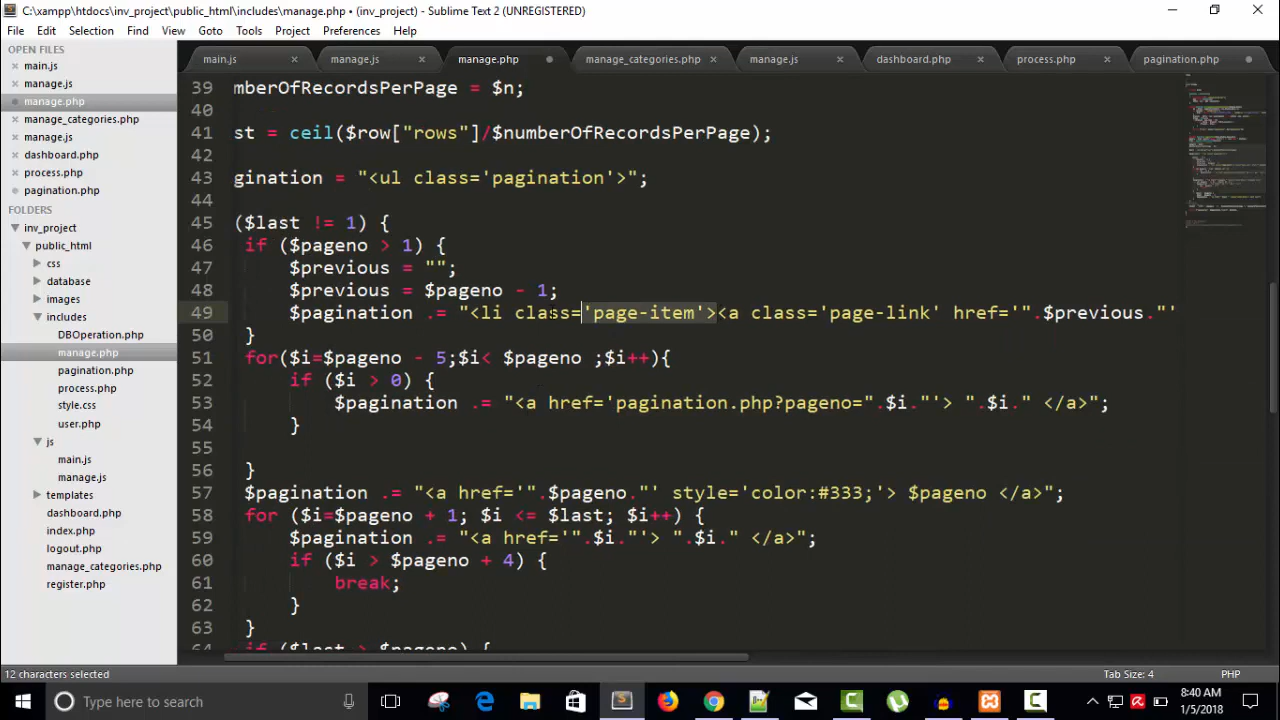 C:\xampp\htdocs\inv_project\public_html\includes\manage.php • (inv_project) - Sublime Text 2 (UNREGISTERED)
File Edit Selection Find View Goto Tools Project Preferences Help
OPEN FILES
main.js
manage.js
manage.php
manage_categories.php
manage.js
dashboard.php
process.php
pagination.php
FOLDERS
inv_project
public_html
css
database
images
includes
DBOperation.php
manage.php
pagination.php
process.php
style.css
user.php
js
main.js
manage.js
templates
dashboard.php
index.php
logout.php
manage_categories.php
register.php
main.js × manage.js × manage.php manage_categories.php × manage.js × dashboard.php × process.php × pagination.php
39 mberOfRecordsPerPage = $n;
40
41 st = ceil($row["rows"]/$numberOfRecordsPerPage);
42
43 gination = "<ul class='pagination'>";
44
45 ($last != 1) {
46 if ($pageno > 1) {
47 $previous = "";
48 $previous = $pageno - 1;
49 $pagination .= "<li class='page-item'><a class='page-link' href='".$previous."'
50 }
51 for($i=$pageno - 5;$i< $pageno ;$i++){
52 if ($i > 0) {
53 $pagination .= "<a href='pagination.php?pageno=".$i."'> ".$i." </a>";
54 }
55
56 }
57 $pagination .= "<a href='".$pageno."' style='color:#333;'> $pageno </a>";
58 for ($i=$pageno + 1; $i <= $last; $i++) {
59 $pagination .= "<a href='".$i."'> ".$i." </a>";
60 if ($i > $pageno + 4) {
61 break;
62 }
63 }
64 if ($last > $pageno) {
12 characters selected Tab Size: 4 PHP
Type here to search
8:40 AM
1/5/2018